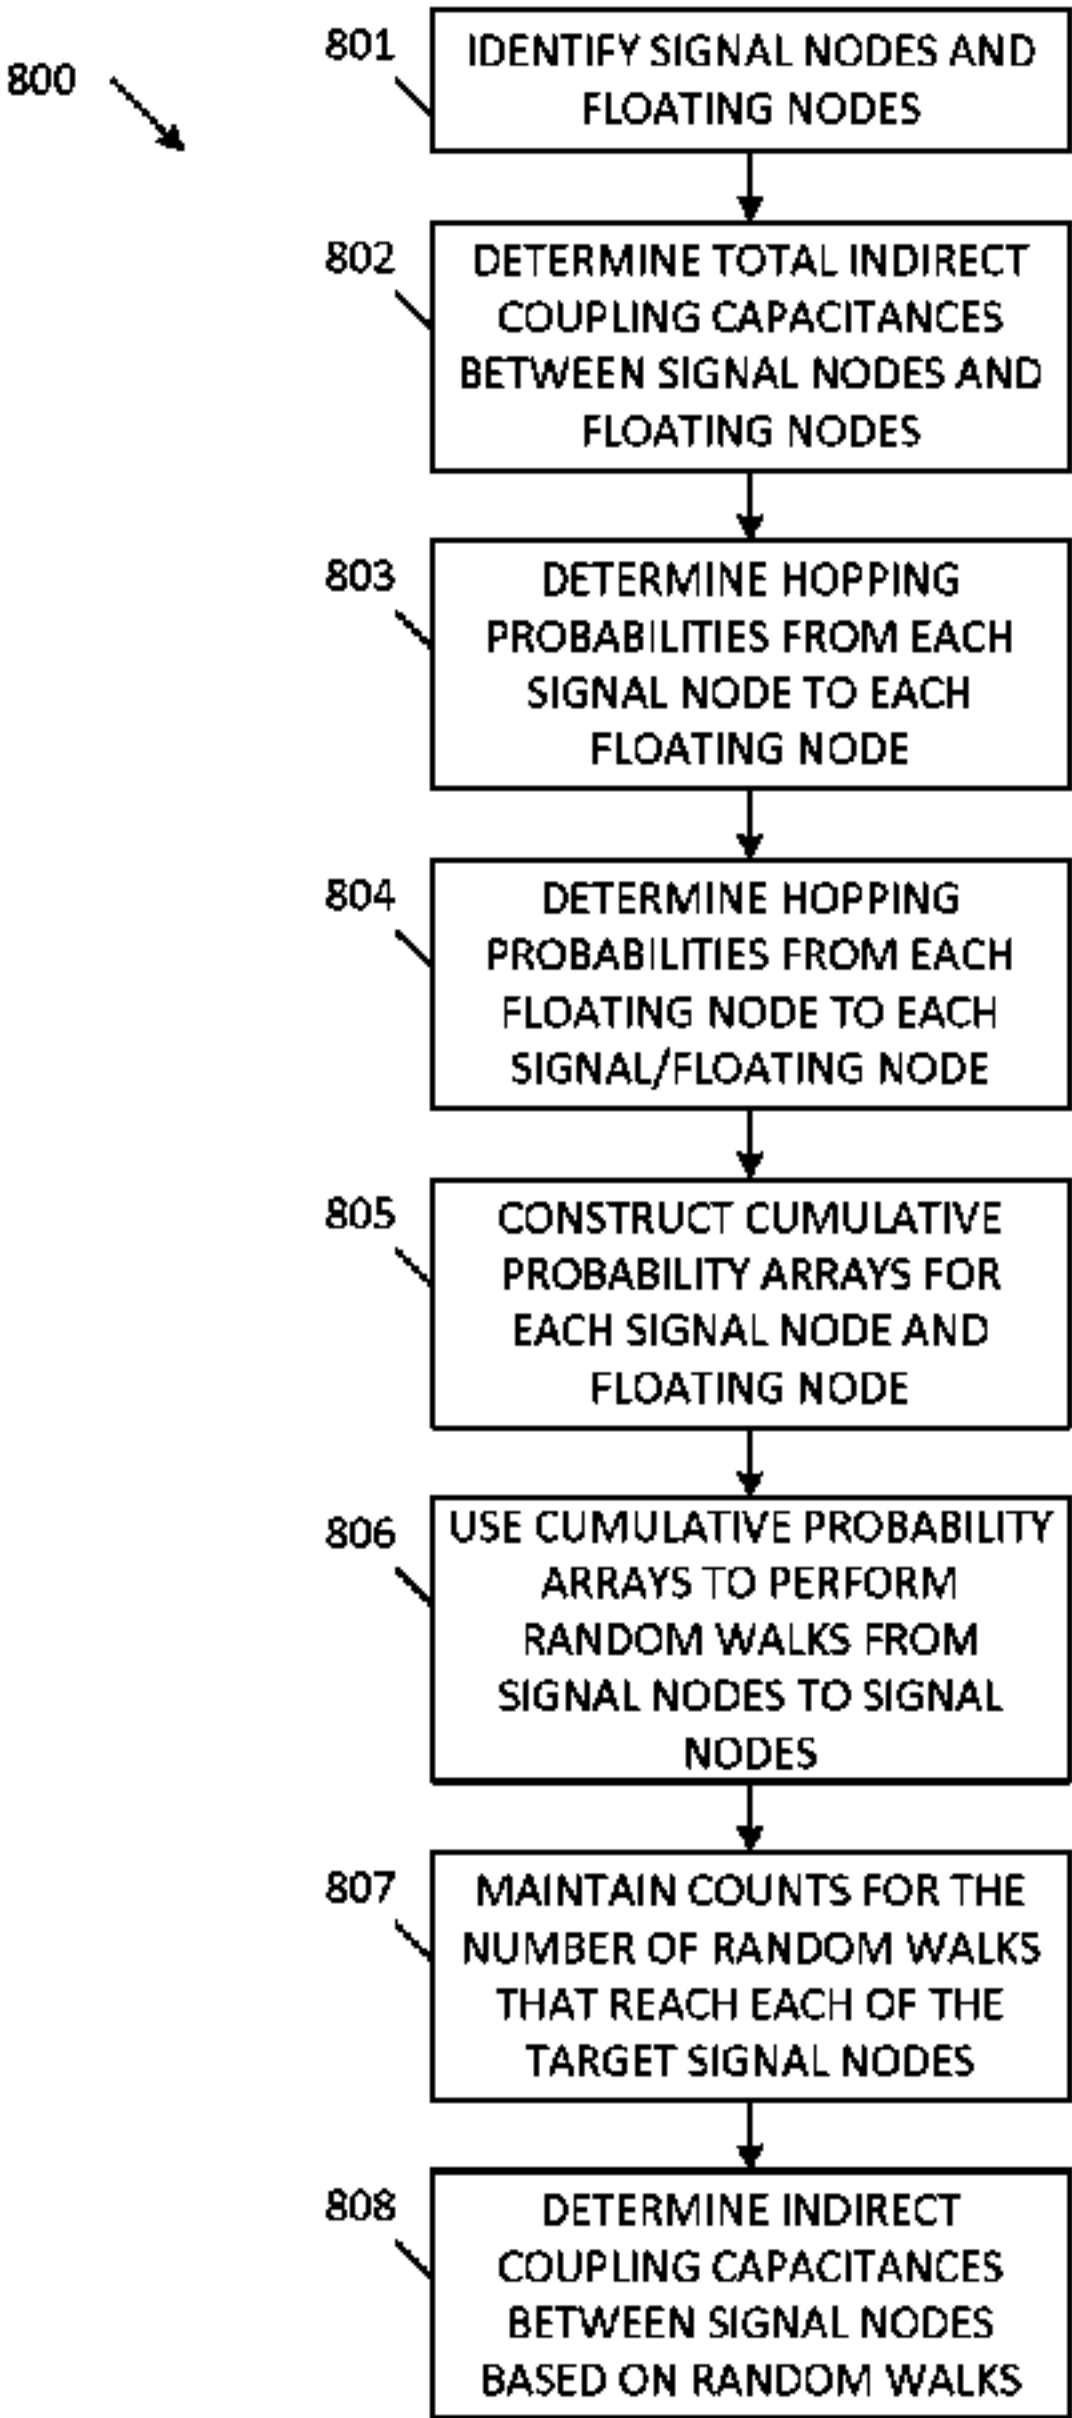 800
801
IDENTIFY SIGNAL NODES AND
FLOATING NODES
802
DETERMINE TOTAL INDIRECT
COUPLING CAPACITANCES
BETWEEN SIGNAL NODES AND
FLOATING NODES
803
DETERMINE HOPPING
PROBABILITIES FROM EACH
SIGNAL NODE TO EACH
FLOATING NODE
804
DETERMINE HOPPING
PROBABILITIES FROM EACH
FLOATING NODE TO EACH
SIGNAL/FLOATING NODE
805
CONSTRUCT CUMULATIVE
PROBABILITY ARRAYS FOR
EACH SIGNAL NODE AND
FLOATING NODE
806
USE CUMULATIVE PROBABILITY
ARRAYS TO PERFORM
RANDOM WALKS FROM
SIGNAL NODES TO SIGNAL
NODES
807
MAINTAIN COUNTS FOR THE
NUMBER OF RANDOM WALKS
THAT REACH EACH OF THE
TARGET SIGNAL NODES
808
DETERMINE INDIRECT
COUPLING CAPACITANCES
BETWEEN SIGNAL NODES
BASED ON RANDOM WALKS